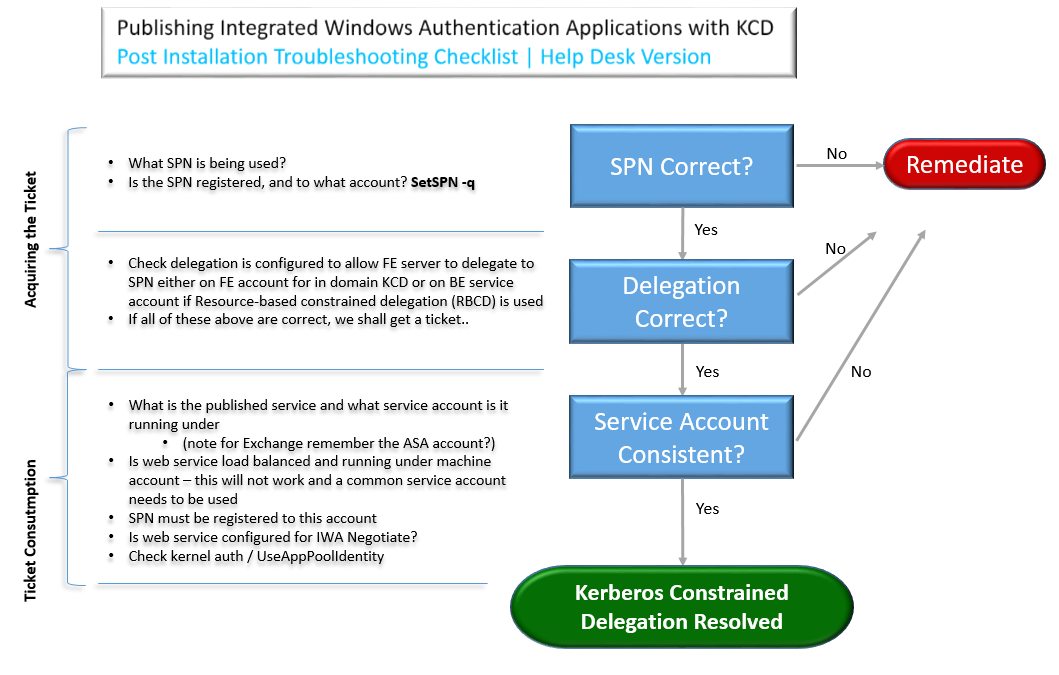 Publishing Integrated Windows Authentication Applications with KCD
Post Installation Troubleshooting Checklist | Help Desk Version
Acquiring the Ticket
• What SPN is being used?
• Is the SPN registered, and to what account? SetSPN -q
SPN Correct?
No
Remediate
Yes
• Check delegation is configured to allow FE server to delegate to
SPN either on FE account for in domain KCD or on BE service
account if Resource-based constrained delegation (RBCD) is used
• If all of these above are correct, we shall get a ticket..
Delegation
Correct?
No
Yes
Ticket Consutmption
• What is the published service and what service account is it
running under
• (note for Exchange remember the ASA account?)
• Is web service load balanced and running under machine
account – this will not work and a common service account
needs to be used
• SPN must be registered to this account
• Is web service configured for IWA Negotiate?
• Check kernel auth / UseAppPoolIdentity
Service Account
Consistent?
No
Yes
Kerberos Constrained
Delegation Resolved